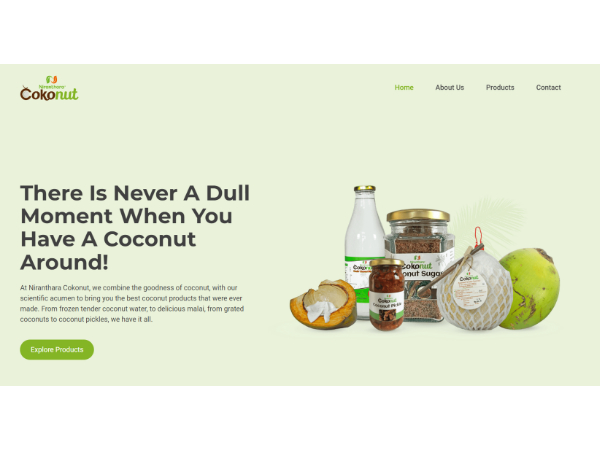 Niranthara
Cokonut
Home
About Us
Products
Contact
There Is Never A Dull
Moment When You
Have A Coconut
Around!
At Niranthara Cokonut, we combine the goodness of coconut, with our
scientific acumen to bring you the best coconut products that were ever
made. From frozen tender coconut water, to delicious malai, from grated
coconuts to coconut pickles, we have it all.
Explore Products
Cokonut
Cokonut
Coconut Pickle
Cokonut
Coconut Sugar
Cokonut